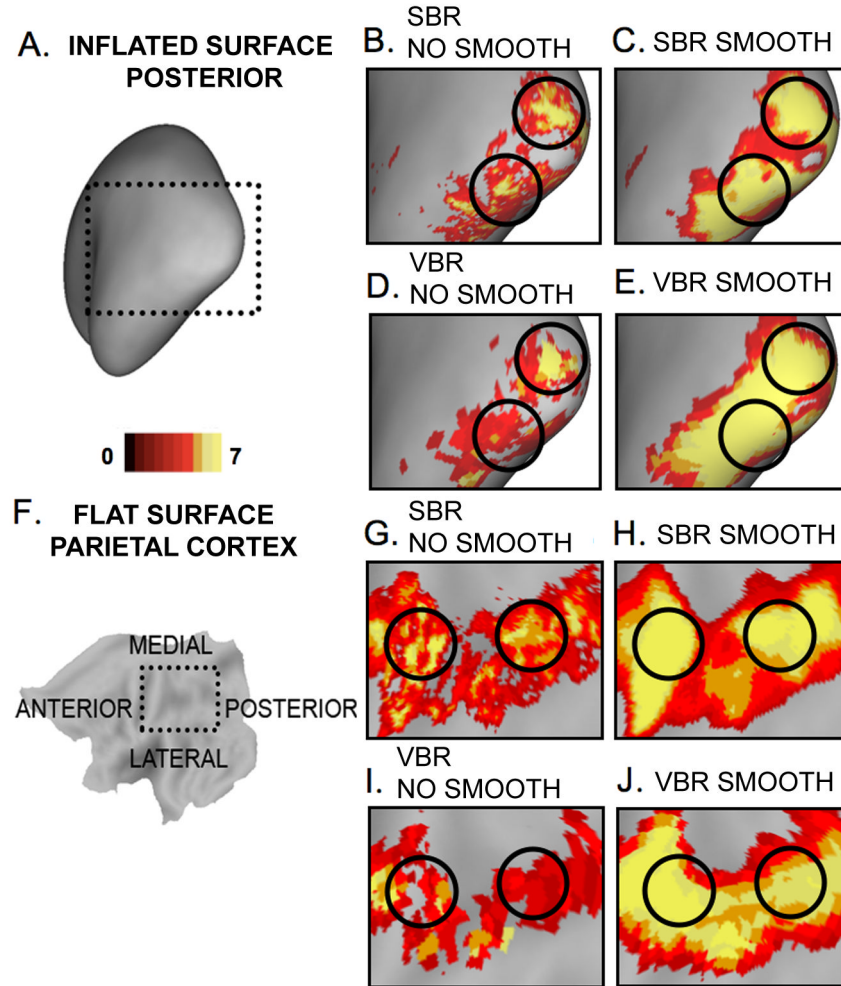 A. INFLATED SURFACE
POSTERIOR
B. SBR
NO SMOOTH
C. SBR SMOOTH
D. VBR
NO SMOOTH
E. VBR SMOOTH
0 7
F. FLAT SURFACE
PARIETAL CORTEX
MEDIAL
ANTERIOR POSTERIOR
LATERAL
G. SBR
NO SMOOTH
H. SBR SMOOTH
I. VBR
NO SMOOTH
J. VBR SMOOTH